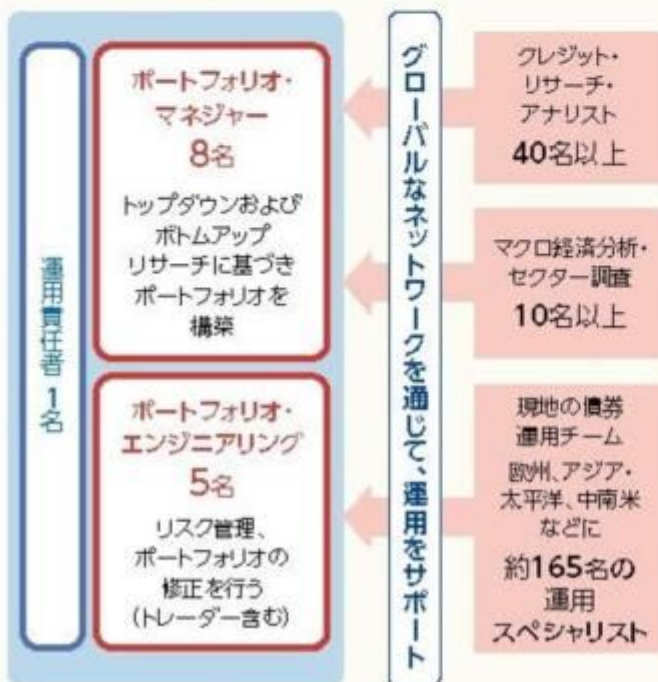 運用責任者 1名
ポートフォリオ・
マネジャー
8名
トップダウンおよび
ボトムアップ
リサーチに基づき
ポートフォリオを
構築
ポートフォリオ・
エンジニアリング
5名
リスク管理、
ポートフォリオの
修正を行う
(トレーダー含む)
グローバルなネットワークを通じて、運用をサポート
クレジット・
リサーチ・
アナリスト
40名以上
マクロ経済分析・
セクター調査
10名以上
現地の債券
運用チーム
欧州、アジア・
太平洋、中南米
などに
約165名の
運用
スペシャリスト